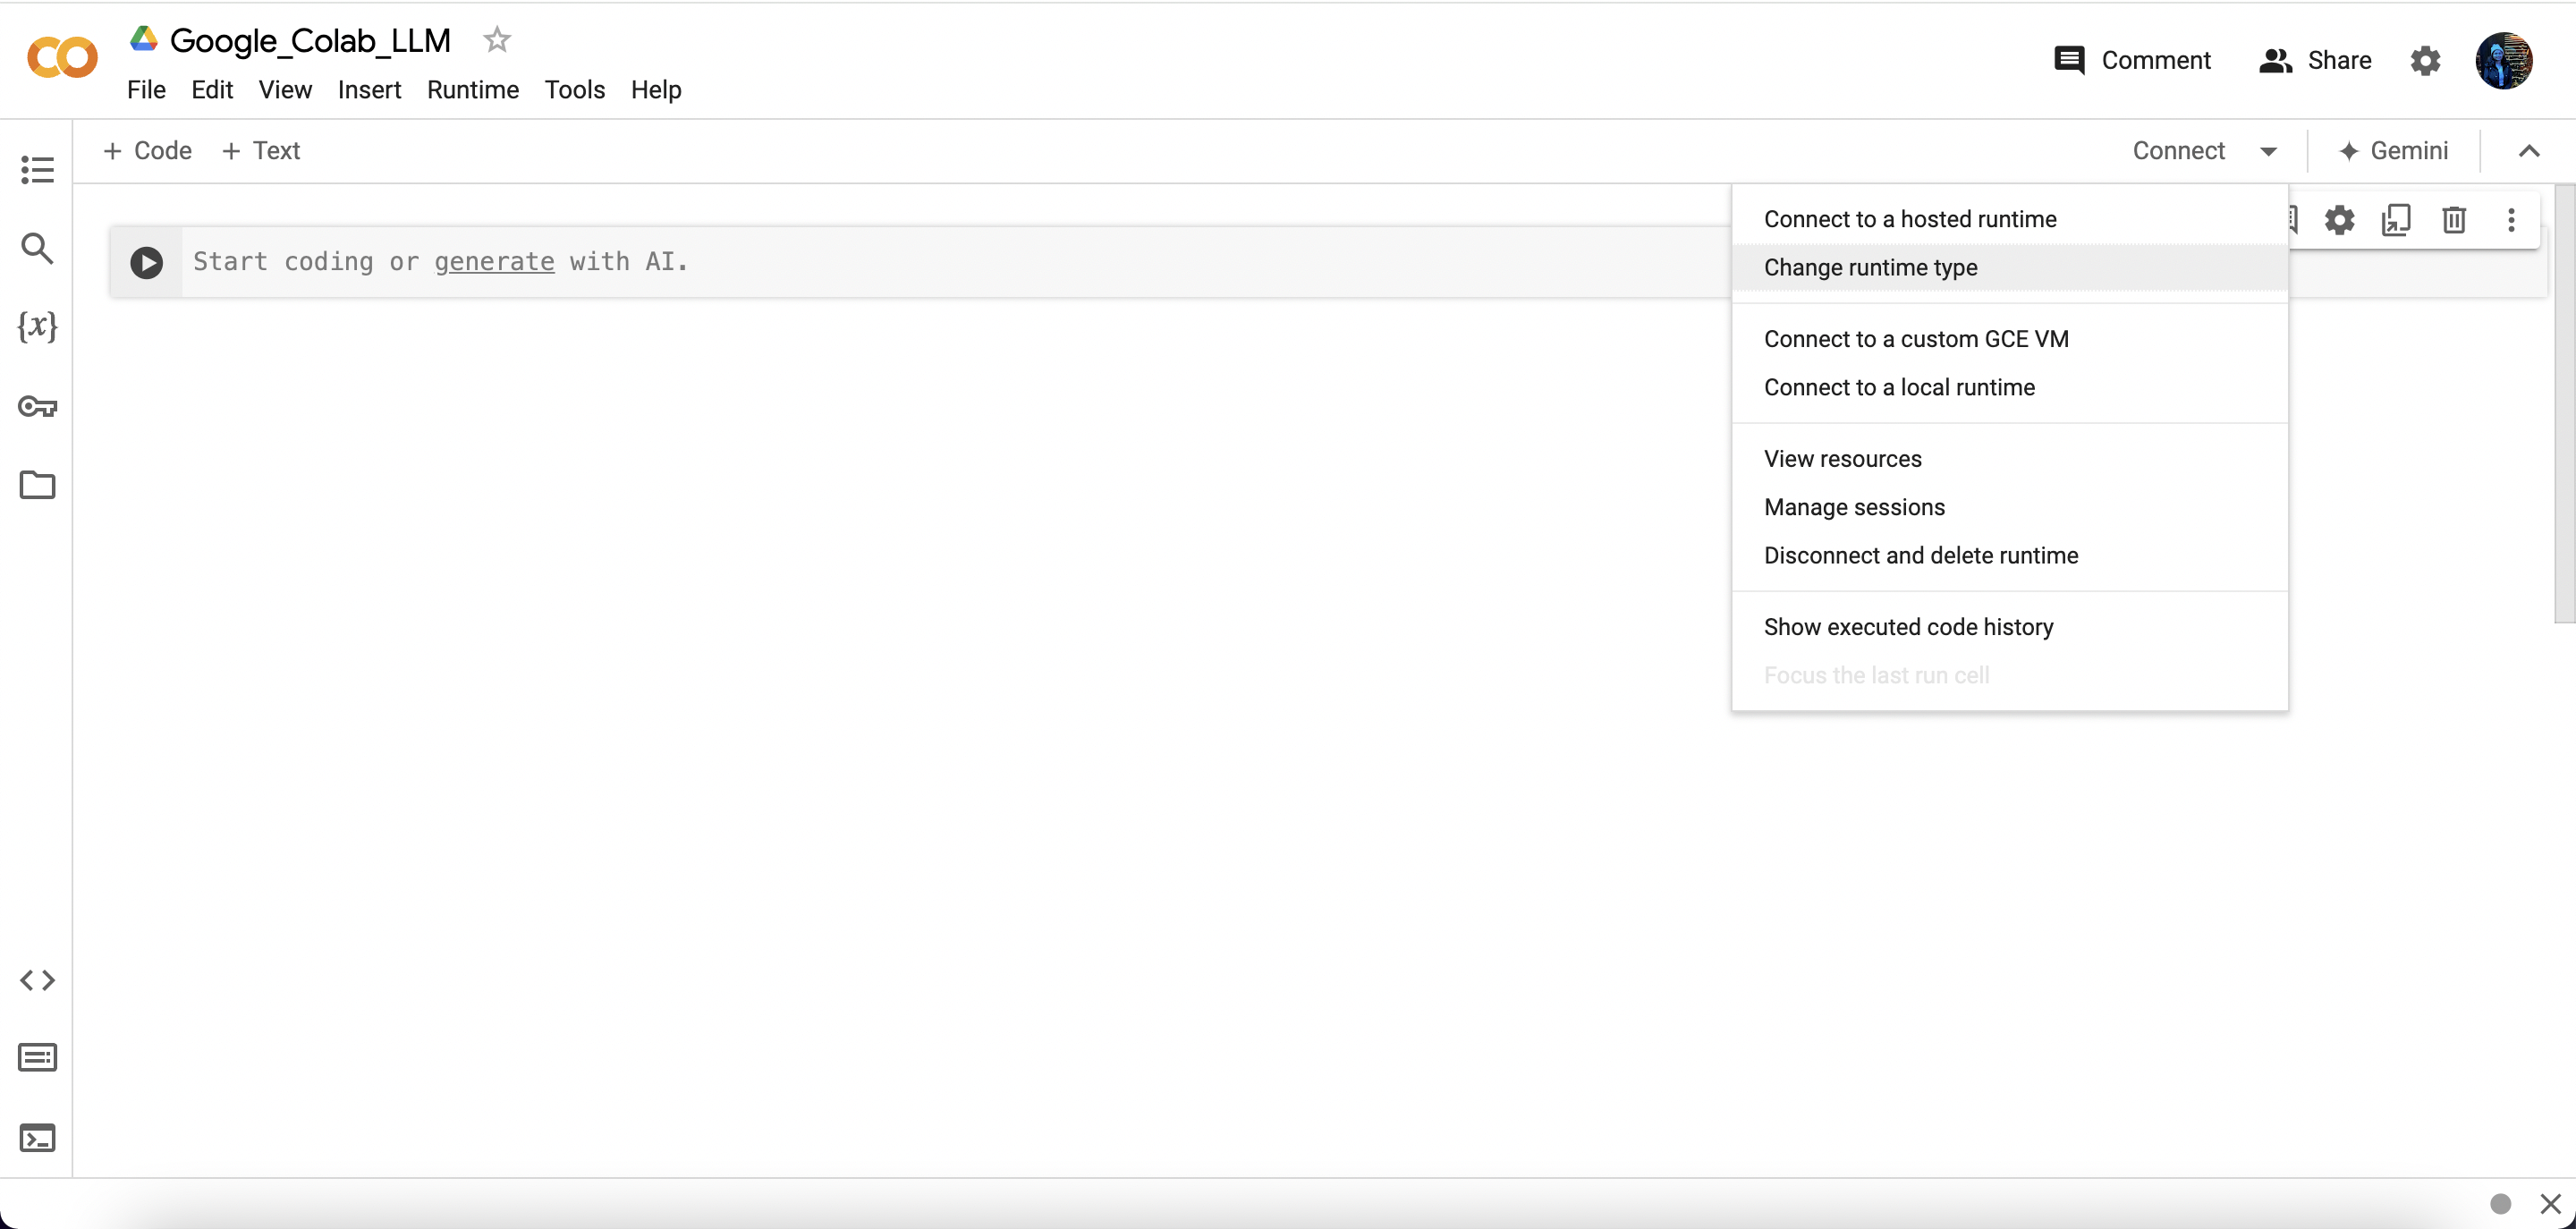 Google_Colab_LLM
File Edit View Insert Runtime Tools Help
Comment Share
+ Code + Text
Connect Gemini
Start coding or generate with AI.
{x}
Connect to a hosted runtime
Change runtime type
Connect to a custom GCE VM
Connect to a local runtime
View resources
Manage sessions
Disconnect and delete runtime
Show executed code history
Focus the last run cell